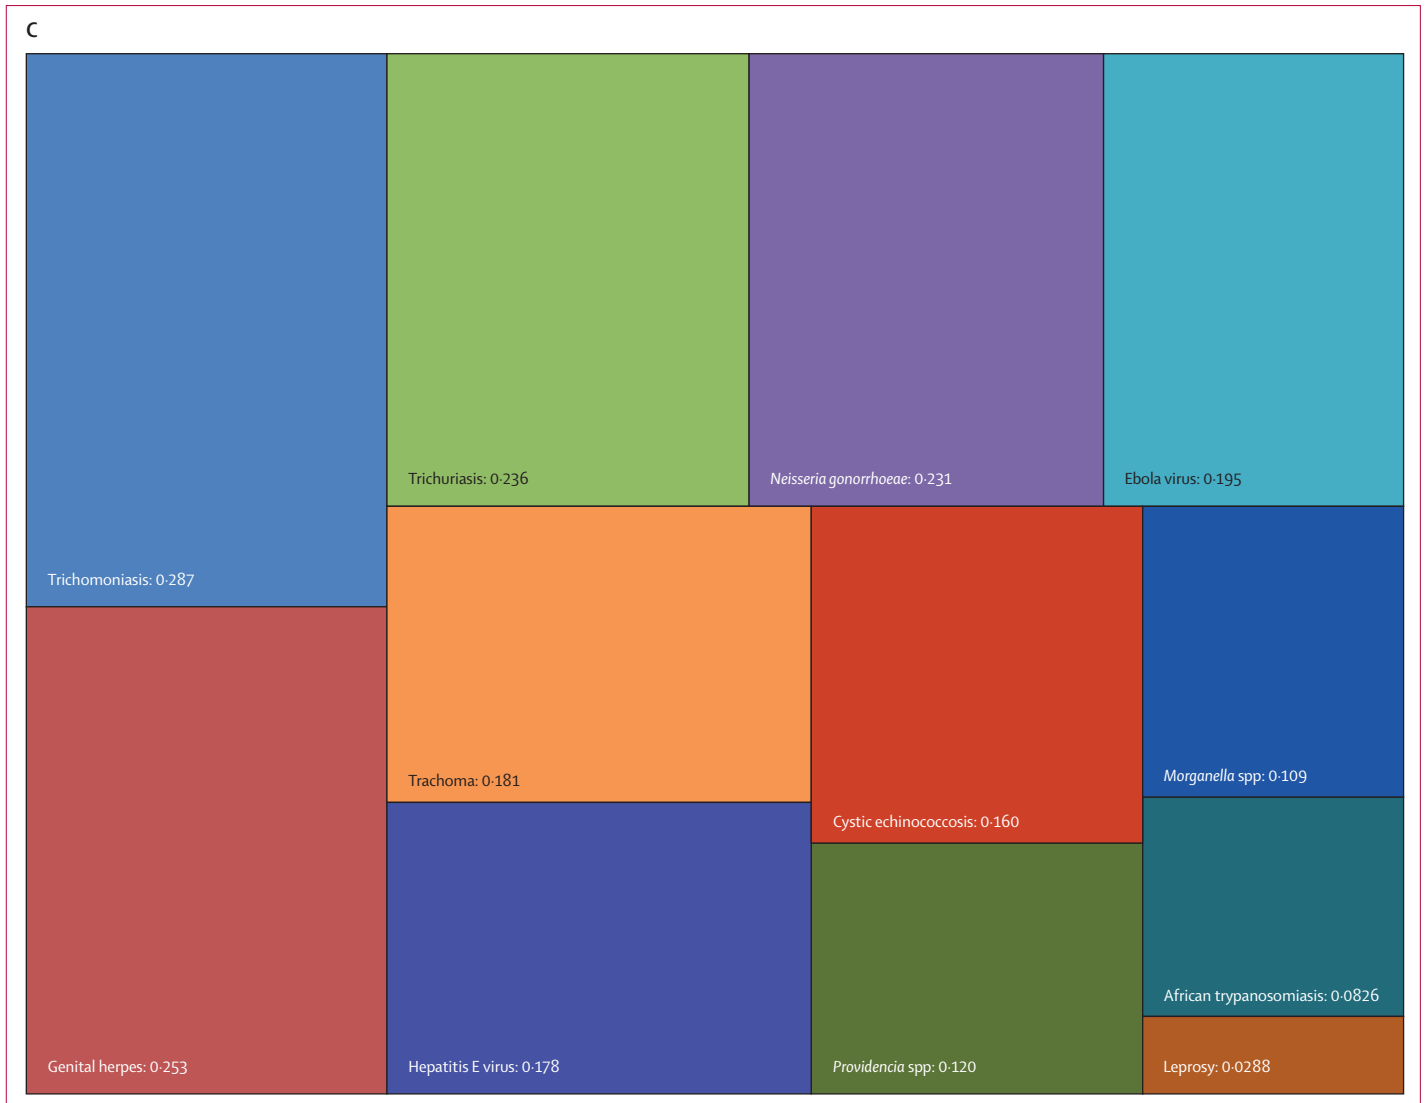 C
Trichuriasis: 0·236
Neisseria gonorrhoeae: 0·231
Ebola virus: 0·195
Trichomoniasis: 0·287
Trachoma: 0·181
Morganella spp: 0·109
Cystic echinococcosis: 0·160
African trypanosomiasis: 0·0826
Genital herpes: 0·253
Hepatitis E virus: 0·178
Providencia spp: 0·120
Leprosy: 0·0288